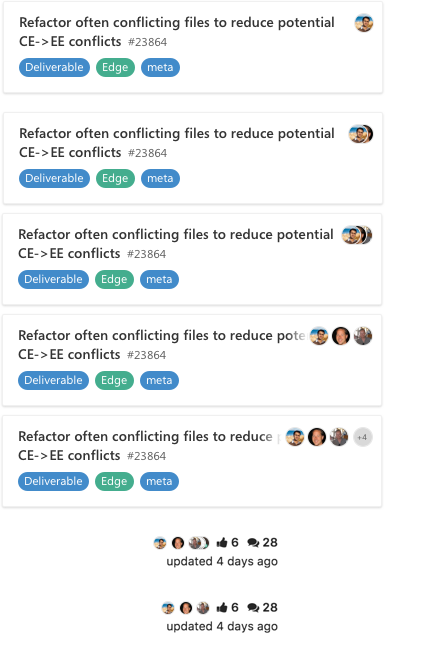 Refactor often conflicting files to reduce potential
CE->EE conflicts #23864
Deliverable Edge meta
Refactor often conflicting files to reduce potential
CE->EE conflicts #23864
Deliverable Edge meta
Refactor often conflicting files to reduce potential
CE->EE conflicts #23864
Deliverable Edge meta
Refactor often conflicting files to reduce pote
CE->EE conflicts #23864
Deliverable Edge meta
Refactor often conflicting files to reduce +4
CE->EE conflicts #23864
Deliverable Edge meta
6 28
updated 4 days ago
6 28
updated 4 days ago